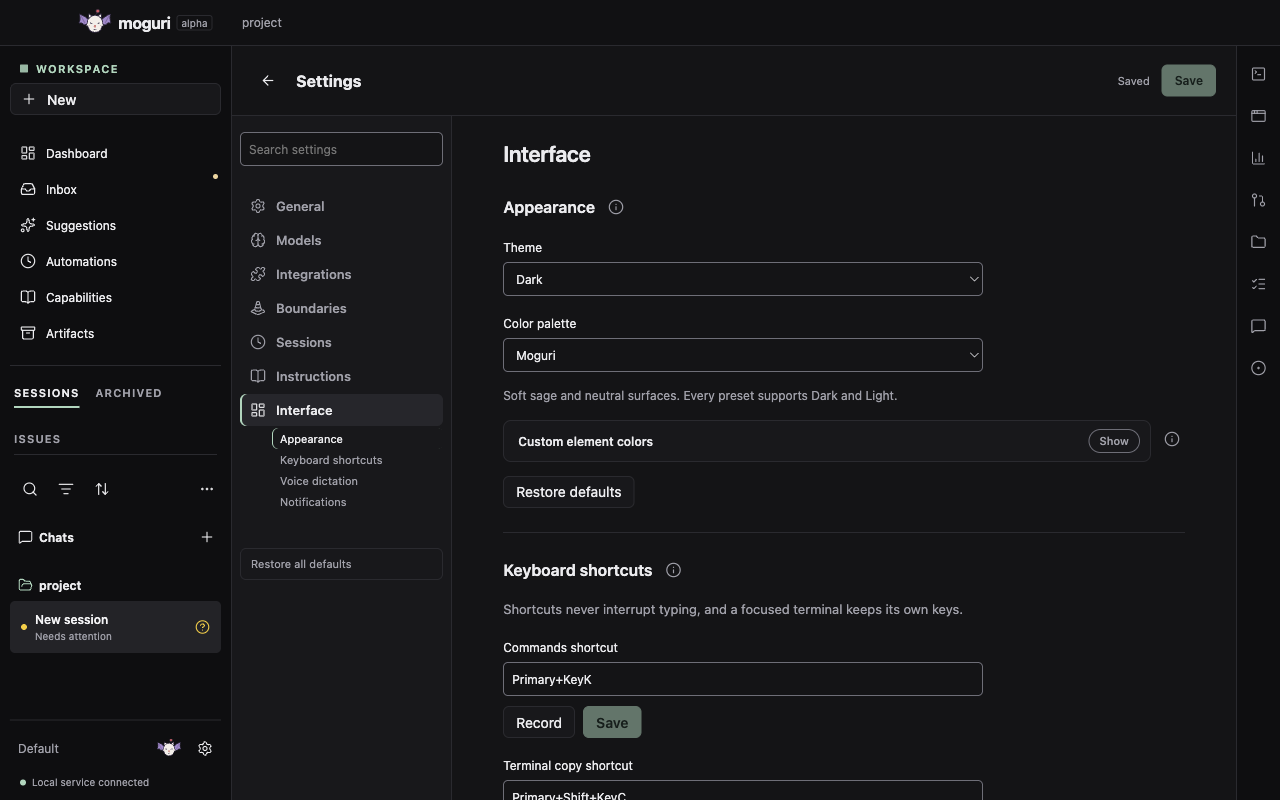 moguri alpha project
WORKSPACE
New
Dashboard
Inbox
Suggestions
Automations
Capabilities
Artifacts
SESSIONS ARCHIVED
ISSUES
Chats
project
New session
Needs attention
Default
Local service connected
Settings
Saved Save
Search settings
General
Models
Integrations
Boundaries
Sessions
Instructions
Interface
Appearance
Keyboard shortcuts
Voice dictation
Notifications
Restore all defaults
Interface
Appearance
Theme
Dark
Color palette
Moguri
Soft sage and neutral surfaces. Every preset supports Dark and Light.
Custom element colors Show
Restore defaults
Keyboard shortcuts
Shortcuts never interrupt typing, and a focused terminal keeps its own keys.
Commands shortcut
Primary+KeyK
Record Save
Terminal copy shortcut
Primary+Shift+KeyC